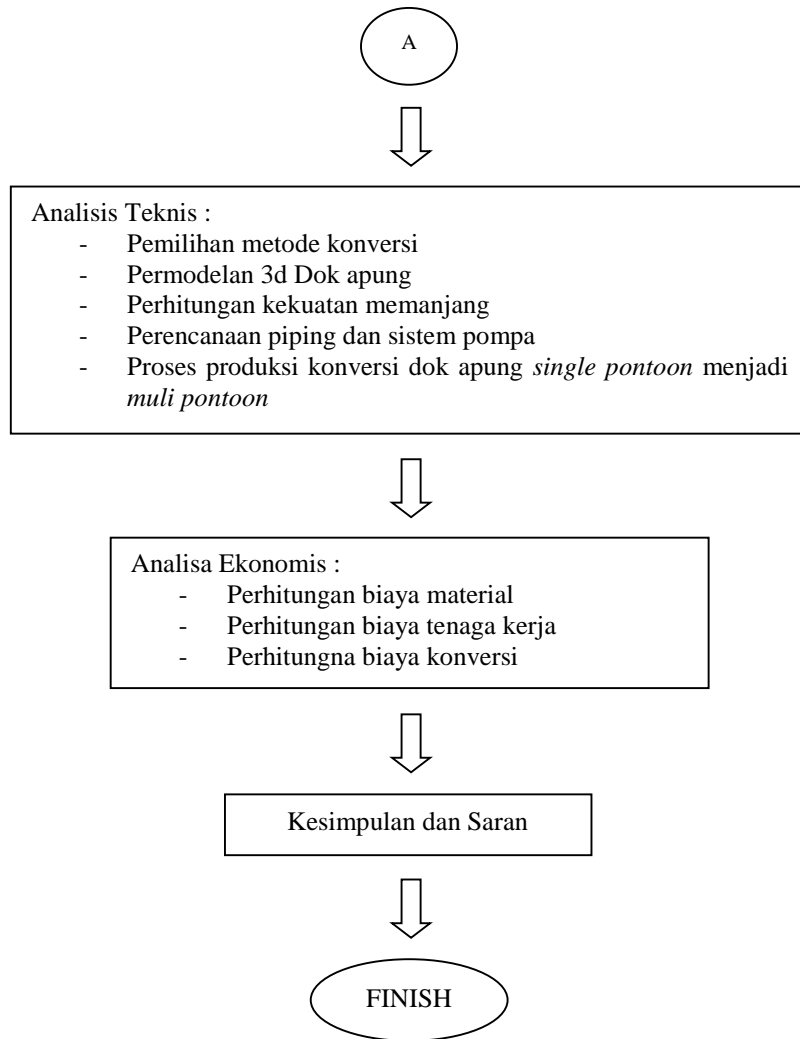 A
Analisis Teknis :
- Pemilihan metode konversi
- Permodelan 3d Dok apung
- Perhitungan kekuatan memanjang
- Perencanaan piping dan sistem pompa
- Proses produksi konversi dok apung single pontoon menjadi
muli pontoon
Analisa Ekonomis :
- Perhitungan biaya material
- Perhitungan biaya tenaga kerja
- Perhitungna biaya konversi
Kesimpulan dan Saran
FINISH